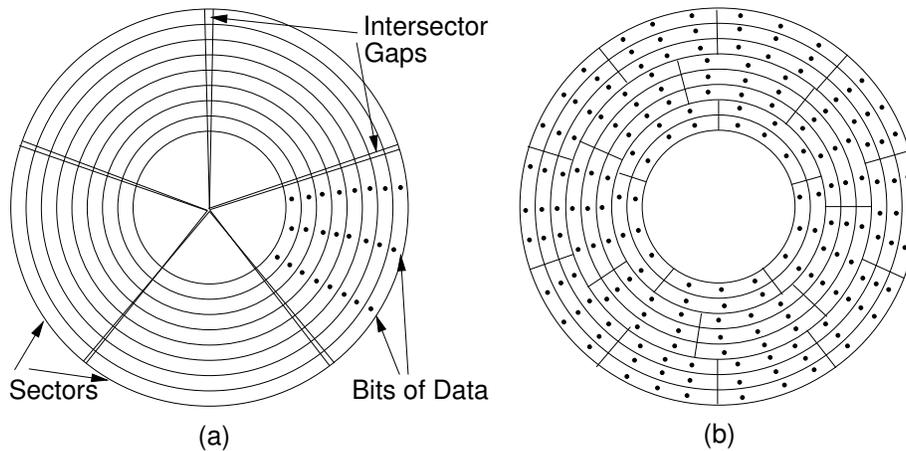 Intersector
Gaps
Sectors
Bits of Data
(a)
(b)